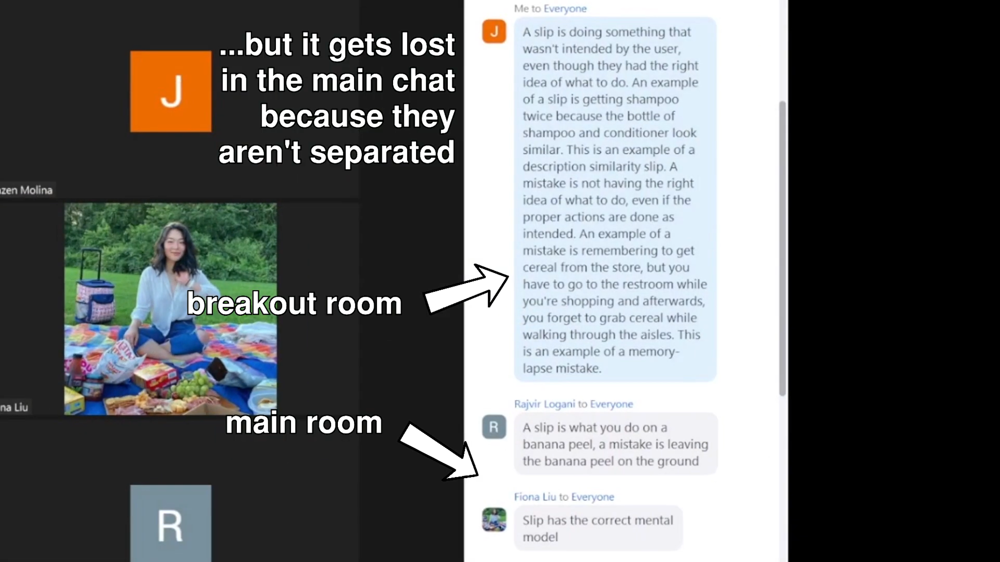 ...but it gets lost
in the main chat
because they
aren't separated
J
zen Molina
breakout room
na Liu
main room
R
Me to Everyone
J
A slip is doing something that
wasn't intended by the user,
even though they had the right
idea of what to do. An example
of a slip is getting shampoo
twice because the bottle of
shampoo and conditioner look
similar. This is an example of a
description similarity slip. A
mistake is not having the right
idea of what to do, even if the
proper actions are done as
intended. An example of a
mistake is remembering to get
cereal from the store, but you
have to go to the restroom while
you're shopping and afterwards,
you forget to grab cereal while
walking through the aisles. This
is an example of a memory-
lapse mistake.
Rajvir Logani to Everyone
R
A slip is what you do on a
banana peel, a mistake is leaving
the banana peel on the ground
Fiona Liu to Everyone
Slip has the correct mental
model